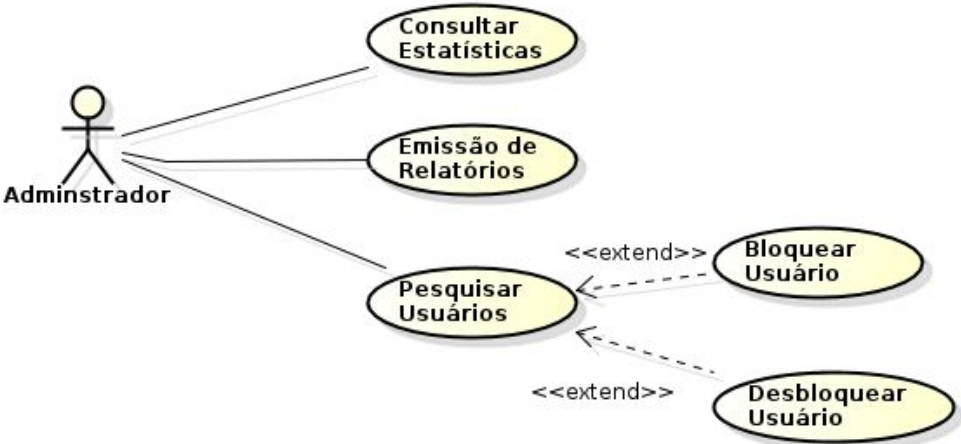 Consultar
Estatísticas
Emissão de
Relatórios
Adminstrador
<<extend>>
Bloquear
Usuário
Pesquisar
Usuários
<<extend>>
Desbloquear
Usuário